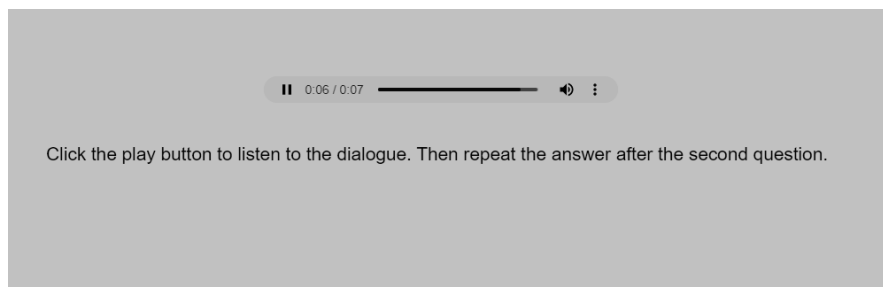 0:06 / 0:07
Click the play button to listen to the dialogue. Then repeat the answer after the second question.